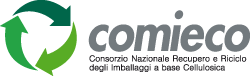 comieco
Consorzio Nazionale Recupero e Riciclo
degli Imballaggi a base Cellulosica